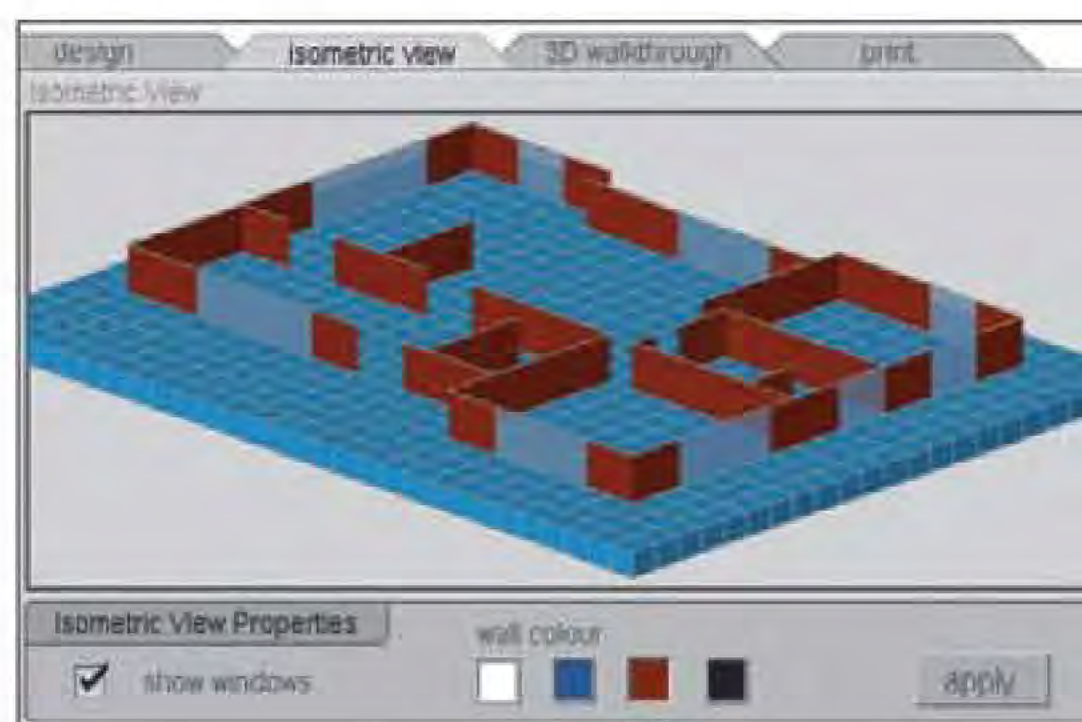 design isometric view 3D walkthrough print
Isometric View
Isometric View Properties
wall colour
show windows
apply